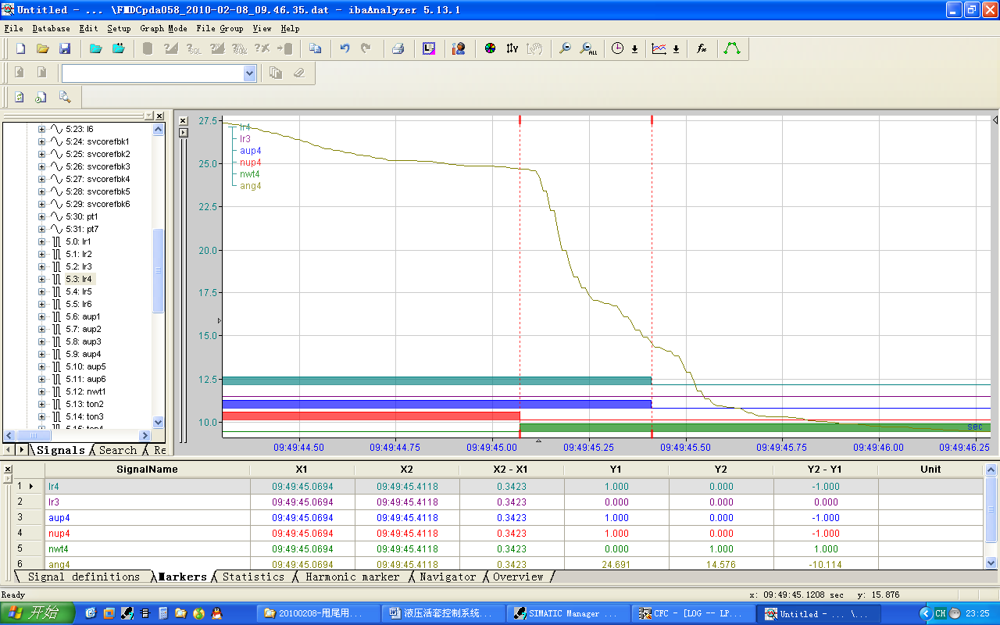 Untitled - ... \FMDCpda058_2010-02-08_09.46.35.dat - ibaAnalyzer 5.13.1
File Database Edit Setup Graph Mode File Group View Help
SQL ALL fx
5:23: I6
5:24: svcorefbk1
5:25: svcorefbk2
5:26: svcorefbk3
5:27: svcorefbk4
5:28: svcorefbk5
5:29: svcorefbk6
5:30: pt1
5:31: pt7
5.0: lr1
5.1: lr2
5.2: lr3
5.3: lr4
5.4: lr5
5.5: lr6
5.6: aup1
5.7: aup2
5.8: aup3
5.9: aup4
5.10: aup5
5.11: aup6
5.12: nwt1
5.13: ton2
5.14: ton3
5.15: ton4
Signals Search Re
27.5
25.0
22.5
20.0
17.5
15.0
12.5
10.0
lr4
lr3
aup4
nup4
nwt4
ang4
sec
09:49:44.50 09:49:44.75 09:49:45.00 09:49:45.25 09:49:45.50 09:49:45.75 09:49:46.00 09:49:46.25
SignalName X1 X2 X2 - X1 Y1 Y2 Y2 - Y1 Unit
1 lr4 09:49:45.0694 09:49:45.4118 0.3423 1.000 0.000 -1.000
2 lr3 09:49:45.0694 09:49:45.4118 0.3423 0.000 0.000 0.000
3 aup4 09:49:45.0694 09:49:45.4118 0.3423 1.000 0.000 -1.000
4 nup4 09:49:45.0694 09:49:45.4118 0.3423 1.000 0.000 -1.000
5 nwt4 09:49:45.0694 09:49:45.4118 0.3423 0.000 1.000 1.000
6 ang4 09:49:45.0694 09:49:45.4118 0.3423 24.691 14.576 -10.114
Signal definitions Markers Statistics Harmonic marker Navigator Overview
Ready x: 09:49:45.1208 sec y: 15.876
开始 20100208-甩尾用... 液压活套控制系统... SIMATIC Manager ... CFC - [LOG -- LP... Untitled - ... \... CH 23:25